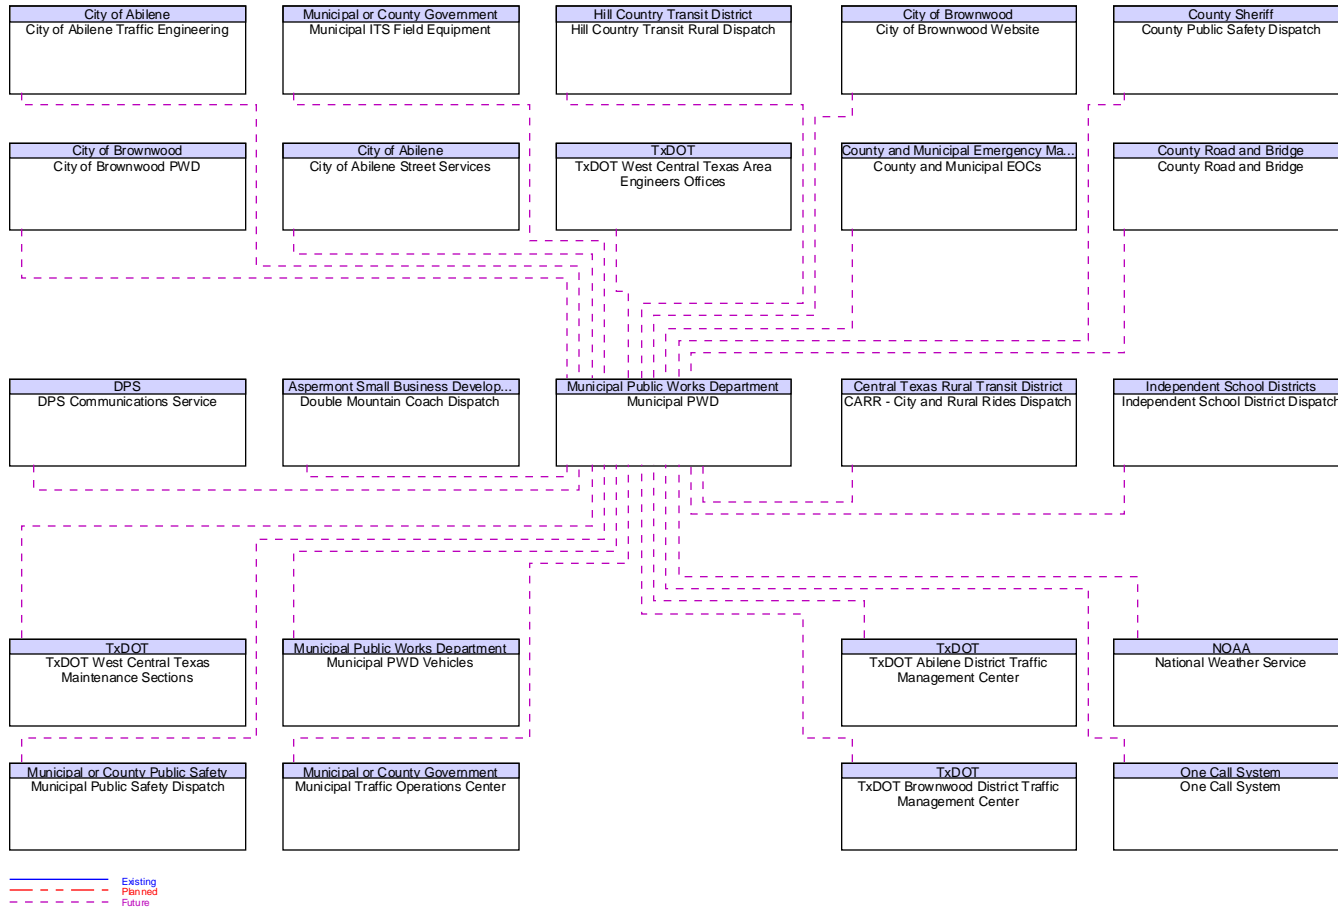 City of Abilene
City of Abilene Traffic Engineering
Municipal or County Government
Municipal ITS Field Equipment
Hill Country Transit District
Hill Country Transit Rural Dispatch
City of Brownwood
City of Brownwood Website
County Sheriff
County Public Safety Dispatch
City of Brownwood
City of Brownwood PWD
City of Abilene
City of Abilene Street Services
TxDOT
TxDOT West Central Texas Area
Engineers Offices
County and Municipal Emergency Ma...
County and Municipal EOCs
County Road and Bridge
County Road and Bridge
DPS
DPS Communications Service
Aspermont Small Business Develop...
Double Mountain Coach Dispatch
Municipal Public Works Department
Municipal PWD
Central Texas Rural Transit District
CARR - City and Rural Rides Dispatch
Independent School Districts
Independent School District Dispatch
TxDOT
TxDOT West Central Texas
Maintenance Sections
Municipal Public Works Department
Municipal PWD Vehicles
TxDOT
TxDOT Abilene District Traffic
Management Center
NOAA
National Weather Service
Municipal or County Public Safety
Municipal Public Safety Dispatch
Municipal or County Government
Municipal Traffic Operations Center
TxDOT
TxDOT Brownwood District Traffic
Management Center
One Call System
One Call System
Existing
Planned
Future